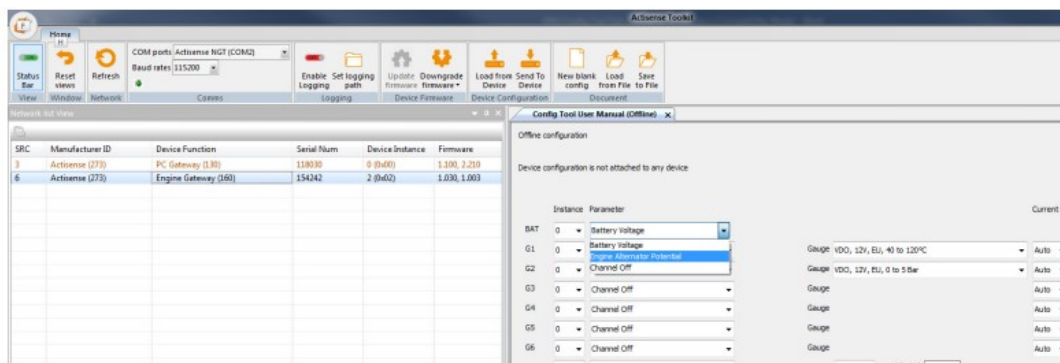 Actisense Toolkit
Home
H
COM ports Actisense NGT (COM2)
Baud rates 115200
Status Bar
Reset views
Refresh
Enable Logging
Set logging path
Update firmware
Downgrade firmware
Load from Device
Send To Device
New blank config
Load from File
Save to File
View Window Network Comms Logging Device Firmware Device Configuration Document
Network list View
SRC Manufacturer ID Device Function Serial Num Device Instance Firmware
3 Actisense (273) PC Gateway (130) 118030 0 (0x00) 1.100, 2.210
6 Actisense (273) Engine Gateway (160) 154242 2 (0x02) 1.030, 1.003
Config Tool User Manual (Offline) x
Offline configuration
Device configuration is not attached to any device
Instance Parameter Current
BAT 0 Battery Voltage
Battery Voltage
Engine Alternator Potential
Channel Off
G1 0 Gauge VDO, 12V, EU, 40 to 120°C Auto
G2 0 Gauge VDO, 12V, EU, 0 to 5 Bar Auto
G3 0 Channel Off Gauge Auto
G4 0 Channel Off Gauge Auto
G5 0 Channel Off Gauge Auto
G6 0 Channel Off Gauge Auto